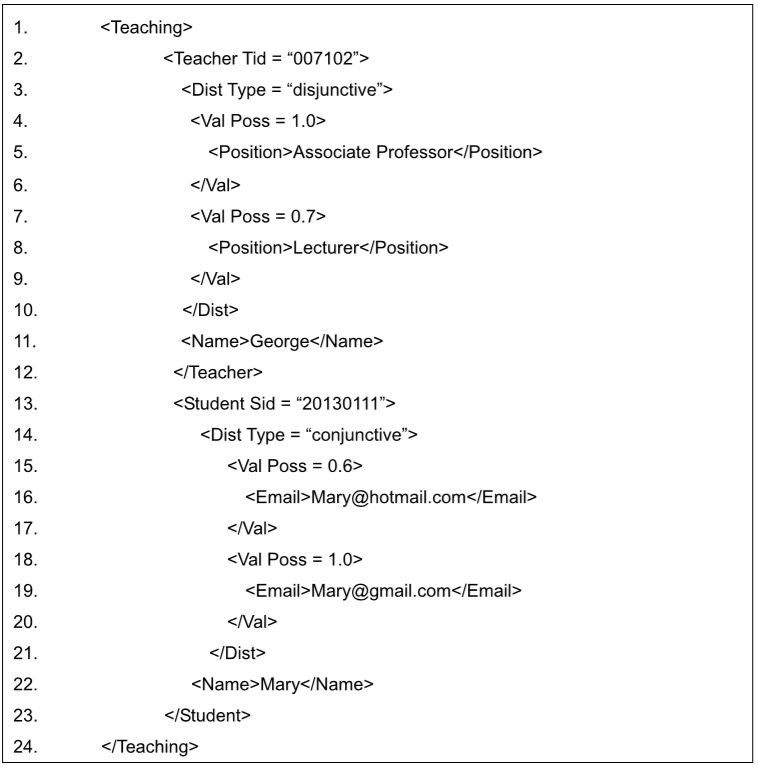 1. <Teaching>
2. <Teacher Tid = “007102”>
3. <Dist Type = “disjunctive”>
4. <Val Poss = 1.0>
5. <Position>Associate Professor</Position>
6. </Val>
7. <Val Poss = 0.7>
8. <Position>Lecturer</Position>
9. </Val>
10. </Dist>
11. <Name>George</Name>
12. </Teacher>
13. <Student Sid = “20130111”>
14. <Dist Type = “conjunctive”>
15. <Val Poss = 0.6>
16. <Email>Mary@hotmail.com</Email>
17. </Val>
18. <Val Poss = 1.0>
19. <Email>Mary@gmail.com</Email>
20. </Val>
21. </Dist>
22. <Name>Mary</Name>
23. </Student>
24. </Teaching>